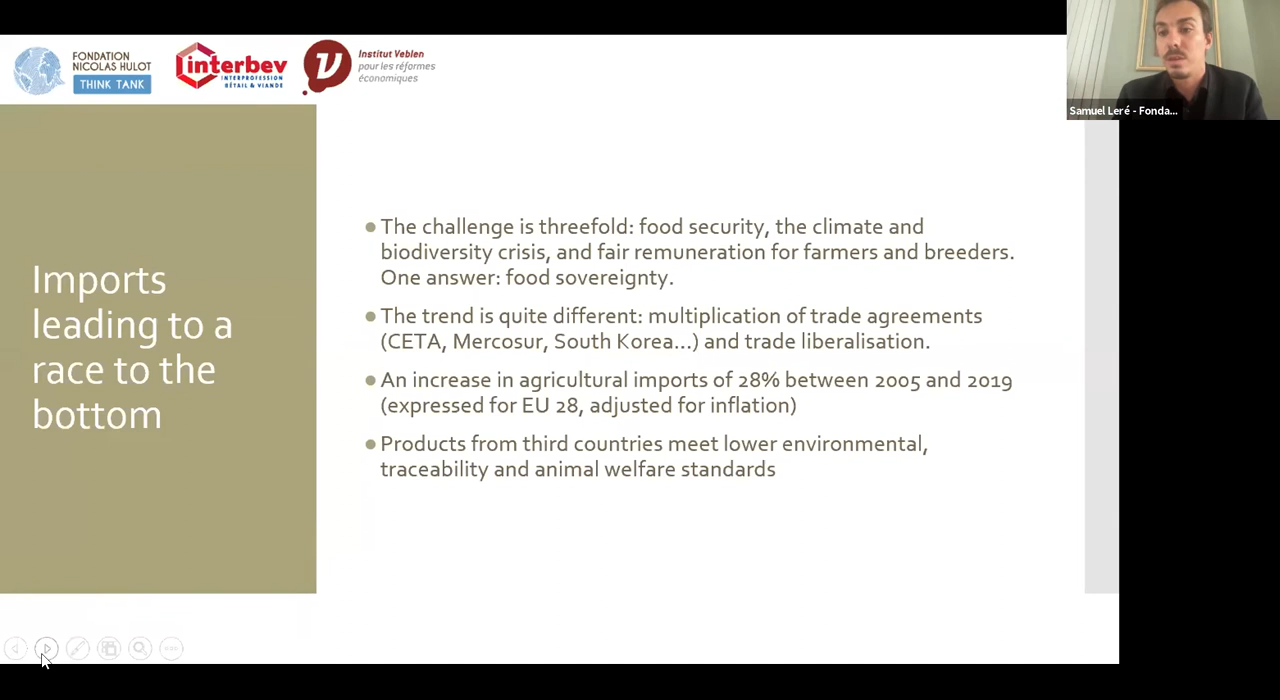 FONDATION
NICOLAS HULOT
THINK TANK
interbev
INTERPROFESSION
BÉTAIL & VIANDE
Institut Veblen
pour les réformes
économiques
Samuel Leré - Fonda...
Imports
leading to a
race to the
bottom
The challenge is threefold: food security, the climate and
biodiversity crisis, and fair remuneration for farmers and breeders.
One answer: food sovereignty.
The trend is quite different: multiplication of trade agreements
(CETA, Mercosur, South Korea...) and trade liberalisation.
An increase in agricultural imports of 28% between 2005 and 2019
(expressed for EU 28, adjusted for inflation)
Products from third countries meet lower environmental,
traceability and animal welfare standards